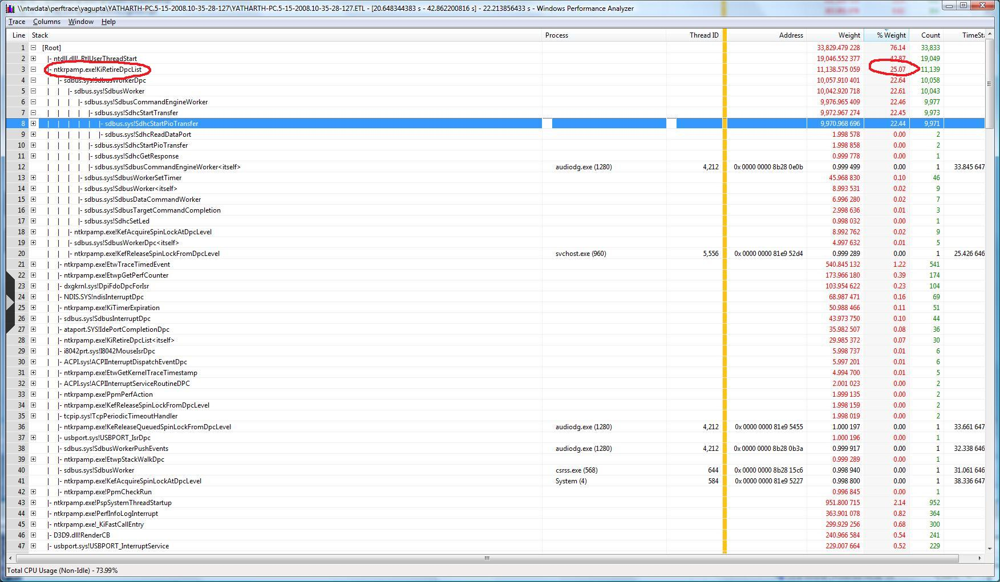 \\ntwdata\perftrace\yagupta\YATHARTH-PC.5-15-2008.10-35-28-127\YATHARTH-PC.5-15-2008.10-35-28-127.ETL - [20.648344383 s - 42.862200816 s] - 22.213856433 s - Windows Performance Analyzer
Trace Columns Window Help
Line Stack Process Thread ID Address Weight % Weight Count TimeSta
1 [Root] 33,829.479 228 76.14 33,833
2 |- ntdll.dll!_RtlUserThreadStart 19,046.552 377 42.87 19,049
3 |- ntkrpamp.exe!KiRetireDpcList 11,138.575 059 25.07 11,139
4 | |- sdbus.sys!SdbusWorkerDpc 10,057.910 401 22.64 10,058
5 | | |- sdbus.sys!SdbusWorker 10,042.920 718 22.61 10,043
6 | | | |- sdbus.sys!SdbusCommandEngineWorker 9,976.965 409 22.46 9,977
7 | | | | |- sdbus.sys!SdhcStartTransfer 9,972.967 274 22.45 9,973
8 | | | | | |- sdbus.sys!SdhcStartPioTransfer 9,970.968 696 22.44 9,971
9 | | | | | |- sdbus.sys!SdhcReadDataPort 1.998 578 0.00 2
10 | | | | |- sdbus.sys!SdhcStartPioTransfer 1.998 858 0.00 2
11 | | | | |- sdbus.sys!SdhcGetResponse 0.999 778 0.00 1
12 | | | | |- sdbus.sys!SdbusCommandEngineWorker<itself> audiodg.exe (1280) 4,212 0x 0000 0000 8b28 0e0b 0.999 499 0.00 1 33.845 647
13 | | | |- sdbus.sys!SdbusWorkerSetTimer 45.968 830 0.10 46
14 | | | |- sdbus.sys!SdbusWorker<itself> 8.993 531 0.02 9
15 | | | |- sdbus.sys!SdbusDataCommandWorker 6.996 280 0.02 7
16 | | | |- sdbus.sys!SdbusTargetCommandCompletion 2.998 636 0.01 3
17 | | | |- sdbus.sys!SdhcSetLed 0.998 032 0.00 1
18 | | |- ntkrpamp.exe!KefAcquireSpinLockAtDpcLevel 8.992 762 0.02 9
19 | | |- sdbus.sys!SdbusWorkerDpc<itself> 4.997 632 0.01 5
20 | | |- ntkrpamp.exe!KefReleaseSpinLockFromDpcLevel svchost.exe (960) 5,556 0x 0000 0000 81e9 52d4 0.999 289 0.00 1 25.426 646
21 | |- ntkrpamp.exe!EtwTraceTimedEvent 540.845 132 1.22 541
22 | |- ntkrpamp.exe!EtwpGetPerfCounter 173.966 180 0.39 174
23 | |- dxgkrnl.sys!DpiFdoDpcForIsr 103.954 622 0.23 104
24 | |- NDIS.SYS!ndisInterruptDpc 68.987 471 0.16 69
25 | |- ntkrpamp.exe!KiTimerExpiration 50.988 466 0.11 51
26 | |- sdbus.sys!SdbusInterruptDpc 43.973 750 0.10 44
27 | |- ataport.SYS!IdePortCompletionDpc 35.982 507 0.08 36
28 | |- ntkrpamp.exe!KiRetireDpcList<itself> 29.985 372 0.07 30
29 | |- i8042prt.sys!I8042MouseIsrDpc 5.998 737 0.01 6
30 | |- ACPI.sys!ACPIInterruptDispatchEventDpc 5.997 201 0.01 6
31 | |- ntkrpamp.exe!EtwGetKernelTraceTimestamp 4.994 700 0.01 5
32 | |- ACPI.sys!ACPIInterruptServiceRoutineDPC 2.001 023 0.00 2
33 | |- ntkrpamp.exe!PpmPerfAction 1.999 135 0.00 2
34 | |- ntkrpamp.exe!KefReleaseSpinLockFromDpcLevel 1.998 159 0.00 2
35 | |- tcpip.sys!TcpPeriodicTimeoutHandler 1.998 019 0.00 2
36 | |- ntkrpamp.exe!KeReleaseQueuedSpinLockFromDpcLevel audiodg.exe (1280) 4,212 0x 0000 0000 81e9 5455 1.000 197 0.00 1 33.661 647
37 | |- usbport.sys!USBPORT_IsrDpc 1.000 196 0.00 1
38 | |- sdbus.sys!SdbusWorkerPushEvents audiodg.exe (1280) 4,212 0x 0000 0000 8b28 0b3a 0.999 917 0.00 1 32.338 646
39 | |- ntkrpamp.exe!EtwpStackWalkDpc 0.999 289 0.00 1
40 | |- sdbus.sys!SdbusWorker csrss.exe (568) 644 0x 0000 0000 8b28 15c6 0.998 940 0.00 1 31.061 646
41 | |- ntkrpamp.exe!KefAcquireSpinLockAtDpcLevel System (4) 584 0x 0000 0000 81e9 5227 0.998 800 0.00 1 38.336 647
42 | |- ntkrpamp.exe!PpmCheckRun 0.996 845 0.00 1
43 |- ntkrpamp.exe!PspSystemThreadStartup 951.800 715 2.14 952
44 |- ntkrpamp.exe!PerfInfoLogInterrupt 363.901 078 0.82 364
45 |- ntkrpamp.exe!_KiFastCallEntry 299.929 256 0.68 300
46 |- D3D9.dll!RenderCB 240.966 584 0.54 241
47 |- usbport.sys!USBPORT_InterruptService 229.007 664 0.52 229
Total CPU Usage (Non-Idle) - 73.99%